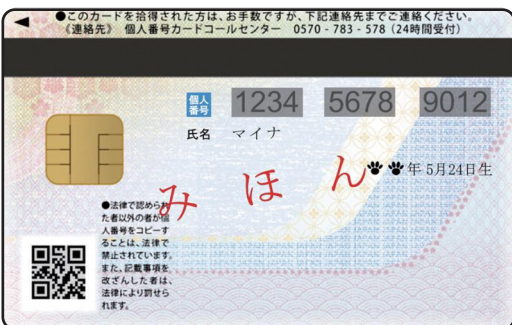 ●このカードを拾得された方は、お手数ですが、下記連絡先までご連絡ください。
《連絡先》 個人番号カードコールセンター 0570-783-578 (24時間受付)
個人番号 1234 5678 9012
氏名 マイナ
年 5月24日生
みほん
●法律で認められ
た者以外の者が個
人番号をコピーす
ることは、法律で
禁止されています。
また、記載事項を
改ざんした者は、
法律により罰せら
れます。